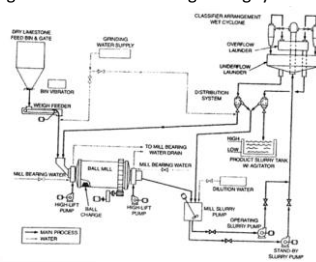 CLASSIFIER ARRANGEMENT
WET CYCLONE
DRY LIMESTONE
FEED BIN & GATE
GRINDING
WATER SUPPLY
OVERFLOW
LAUNDER
UNDERFLOW
LAUNDER
BIN VIBRATOR
DISTRIBUTION
SYSTEM
WEIGH FEEDER
HIGH
LOW
PRODUCT SLURRY TANK
W/ AGITATOR
TO MILL BEARING
WATER DRAIN
MILL BEARING WATER
BALL MILL
MILL BEARING WATER
DILUTION WATER
HIGH-LIFT
PUMP
BALL
CHARGE
HIGH-LIFT
PUMP
MILL SLURRY
PUMP
OPERATING
SLURRY PUMP
MAIN PROCESS
WATER
STAND-BY
SLURRY PUMP